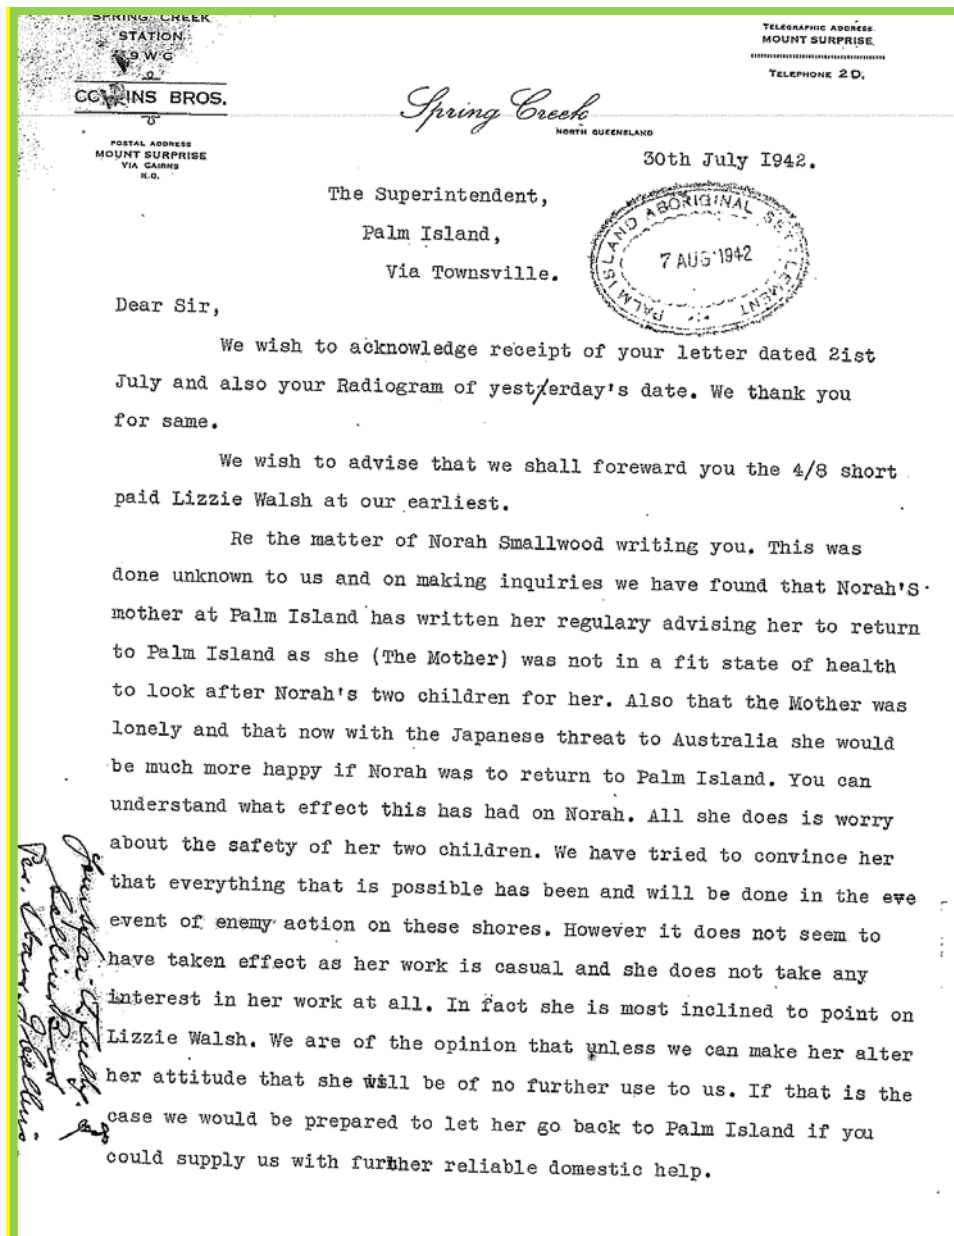 SPRING CREEK
STATION
9 W G
COLLINS BROS.
POSTAL ADDRESS
MOUNT SURPRISE
VIA CAIRNS
N.Q.
TELEGRAPHIC ADDRESS
MOUNT SURPRISE.
TELEPHONE 2 D.
Spring Creek
NORTH QUEENSLAND
30th July I942.
The Superintendent,
Palm Island,
Via Townsville.
PALM ISLAND ABORIGINAL SETTLEMENT
7 AUG 1942
Dear Sir,
We wish to acknowledge receipt of your letter dated 2ist
July and also your Radiogram of yest/erday's date. We thank you
for same.
We wish to advise that we shall foreward you the 4/8 short
paid Lizzie Walsh at our earliest.
Re the matter of Norah Smallwood writing you. This was
done unknown to us and on making inquiries we have found that Norah's
mother at Palm Island has written her regulary advising her to return
to Palm Island as she (The Mother) was not in a fit state of health
to look after Norah's two children for her. Also that the Mother was
lonely and that now with the Japanese threat to Australia she would
be much more happy if Norah was to return to Palm Island. You can
understand what effect this has had on Norah. All she does is worry
about the safety of her two children. We have tried to convince her
that everything that is possible has been and will be done in the eve
event of enemy action on these shores. However it does not seem to
have taken effect as her work is casual and she does not take any
interest in her work at all. In fact she is most inclined to point on
Lizzie Walsh. We are of the opinion that unless we can make her alter
her attitude that she will be of no further use to us. If that is the
case we would be prepared to let her go back to Palm Island if you
could supply us with further reliable domestic help.
Yours Faithfully
Collins Bros
Per.